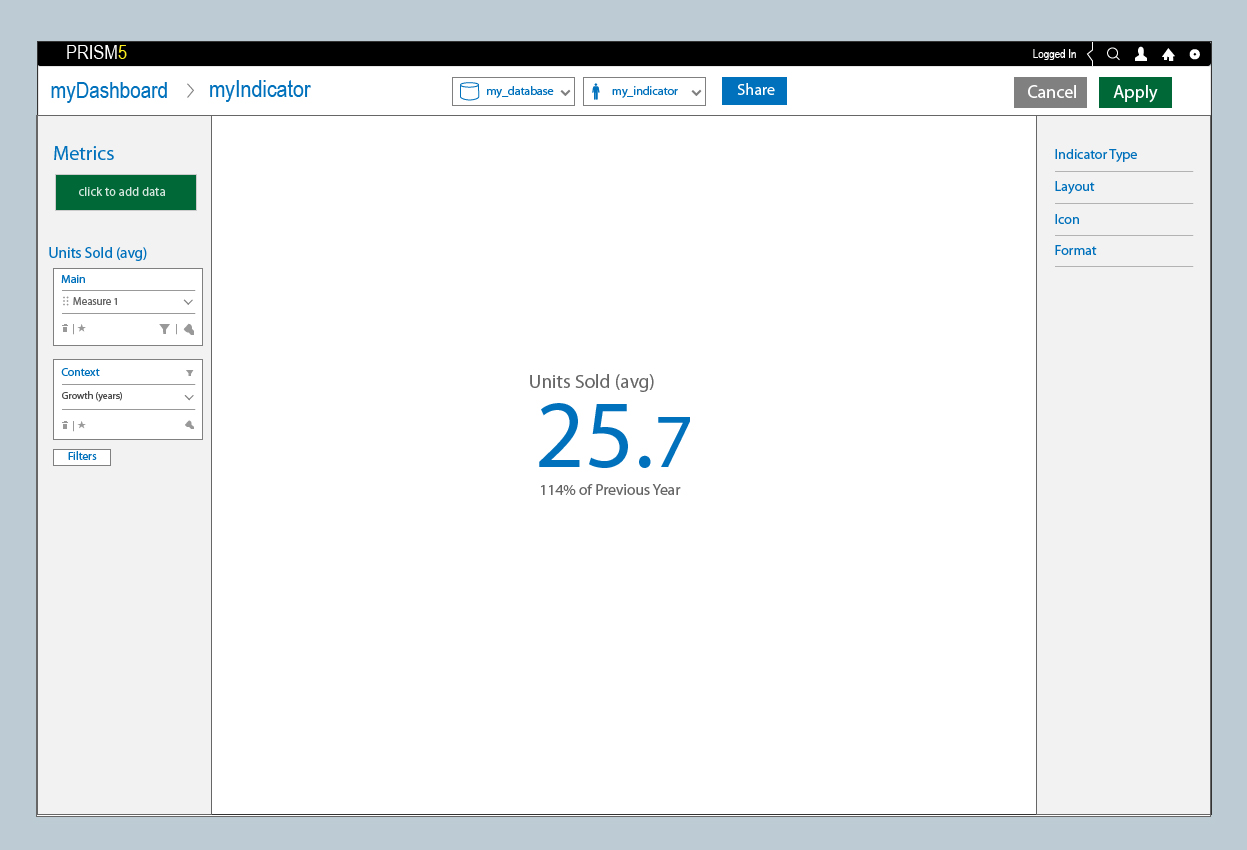 PRISM5
Logged In
myDashboard > myIndicator
my_database
my_indicator
Share
Cancel
Apply
Metrics
click to add data
Units Sold (avg)
Main
Measure 1
Context
Growth (years)
Filters
Units Sold (avg)
25.7
114% of Previous Year
Indicator Type
Layout
Icon
Format